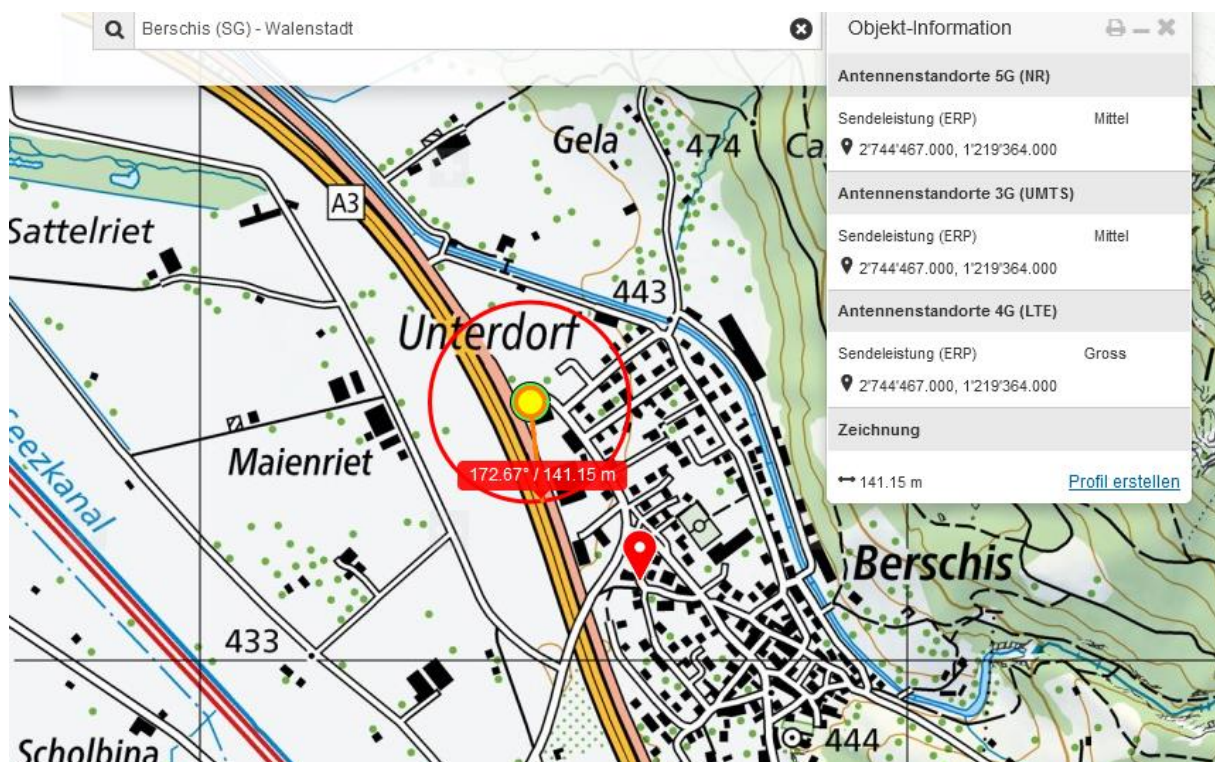 Berschis (SG) - Walenstadt
Objekt-Information
Antennenstandorte 5G (NR)
Sendeleistung (ERP) Mittel
2'744'467.000, 1'219'364.000
Antennenstandorte 3G (UMTS)
Sendeleistung (ERP) Mittel
2'744'467.000, 1'219'364.000
Antennenstandorte 4G (LTE)
Sendeleistung (ERP) Gross
2'744'467.000, 1'219'364.000
Zeichnung
141.15 m Profil erstellen
Gela
474
Ca
A3
Sattelriet
443
Unterdorf
Maienriet
172.67° / 141.15 m
eezkanal
Berschis
433
444
Scholbina